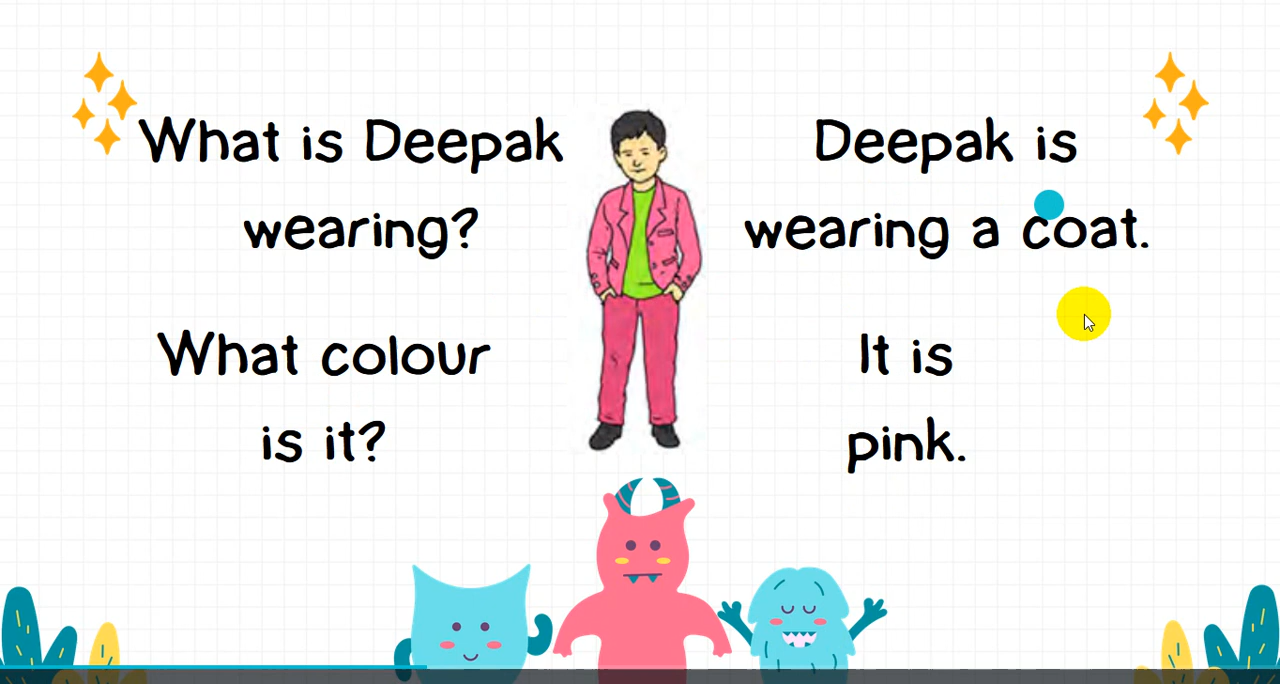 What is Deepak
wearing?
What colour
is it?
Deepak is
wearing a coat.
It is
pink.